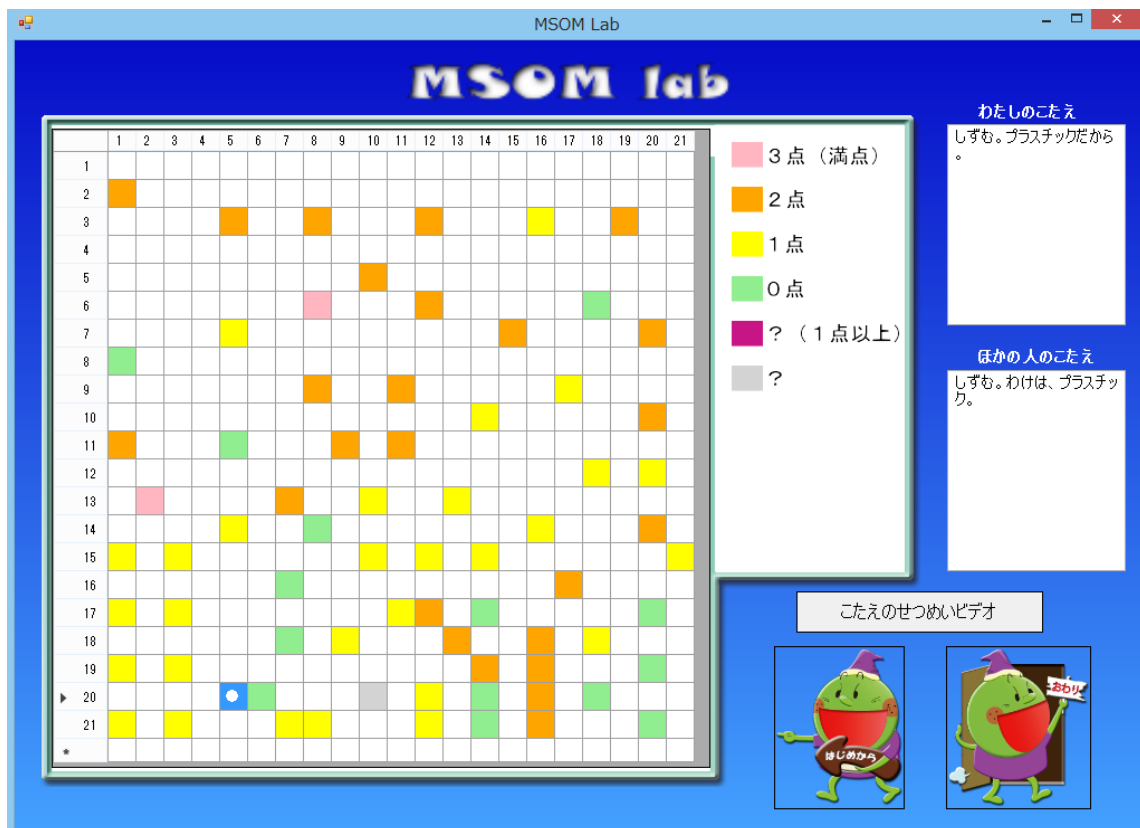 MSOM Lab
MSOM lab
1 2 3 4 5 6 7 8 9 10 11 12 13 14 15 16 17 18 19 20 21
1
2
3
4
5
6
7
8
9
10
11
12
13
14
15
16
17
18
19
20
21
*
3点（満点）
2点
1点
0点
？（1点以上）
？
わたしのこたえ
しずむ。プラスチックだから
。
ほかの人のこたえ
しずむ。わけは、プラスチッ
ク。
こたえのせつめいビデオ
はじめから
おわり